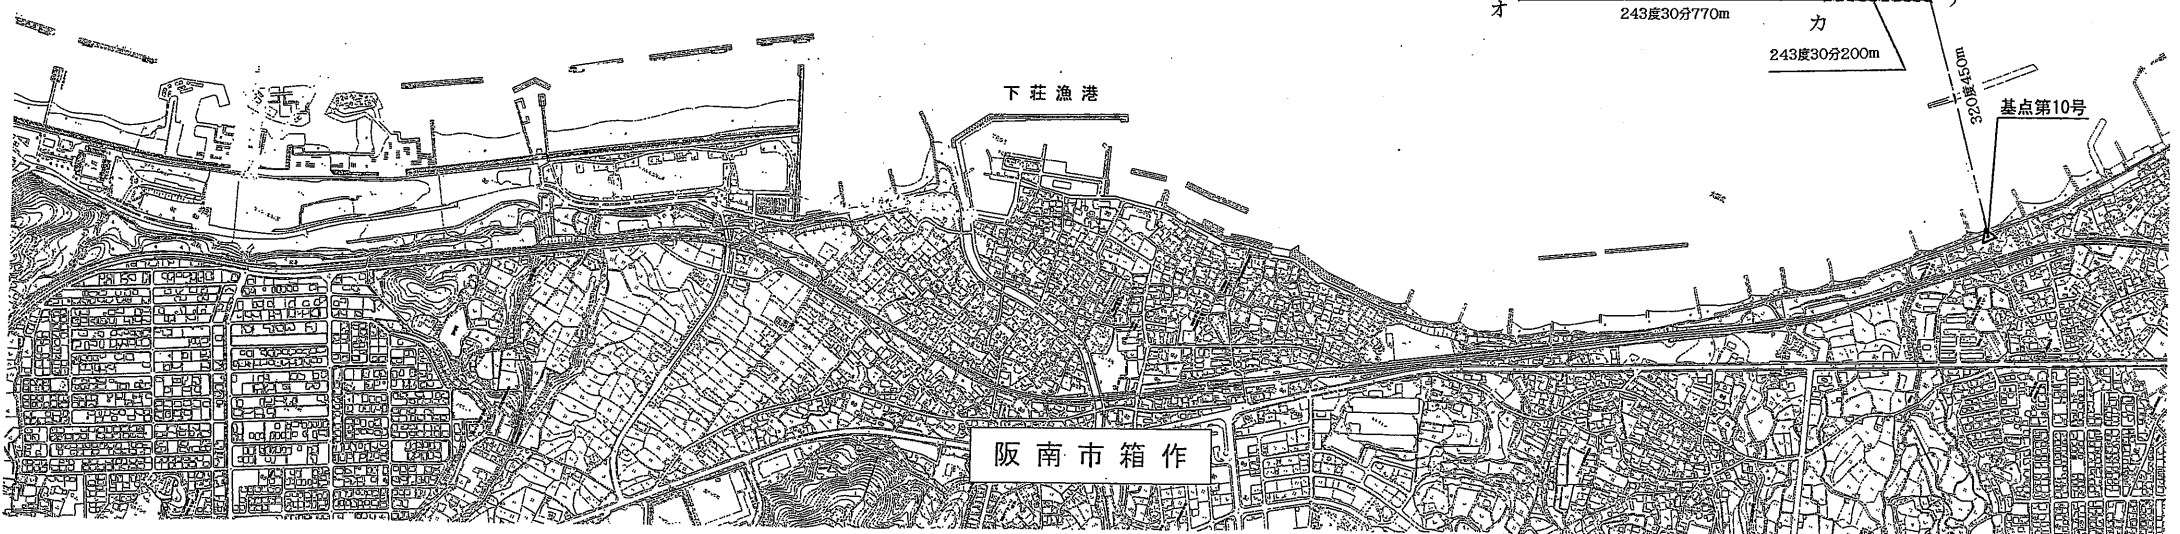 オ
243度30分770m
カ
243度30分200m
320度450m
基点第10号
下荘漁港
阪南市箱作